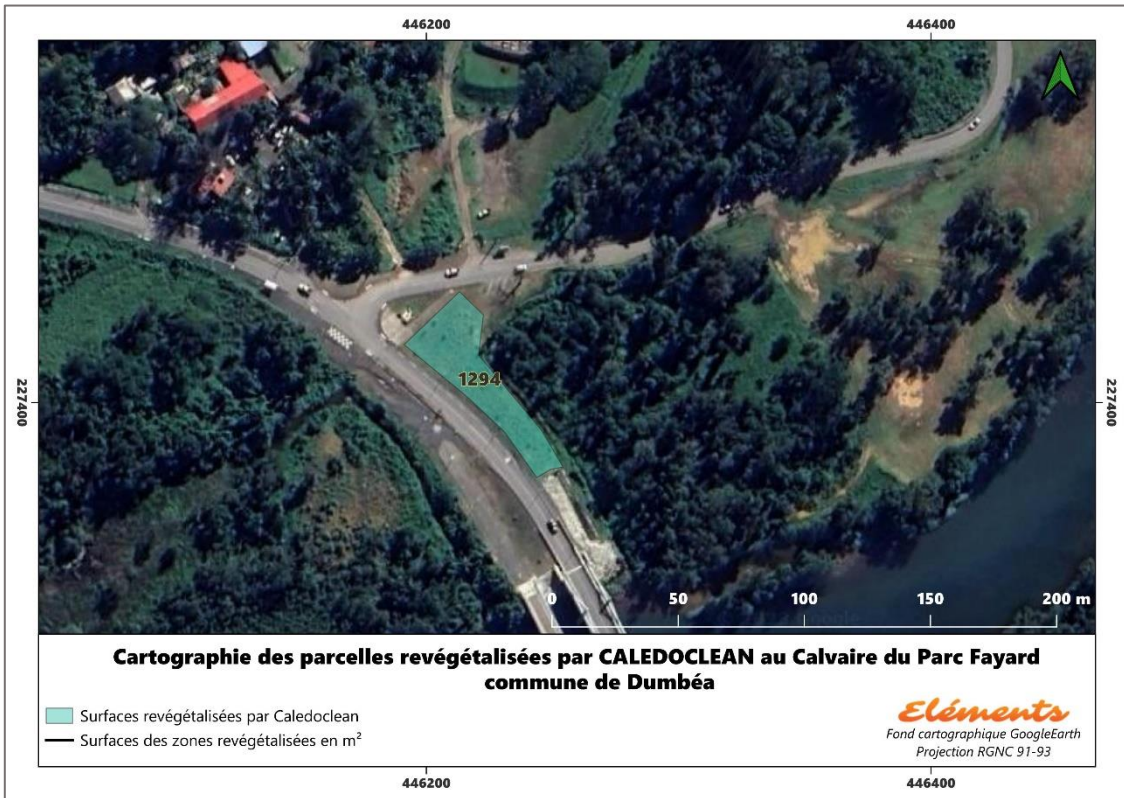 446200
446400
227400
227400
1294
0
50
100
150
200 m
Cartographie des parcelles revégétalisées par CALEDOCLEAN au Calvaire du Parc Fayard
commune de Dumbéa
Surfaces revégétalisées par Caledoclean
Surfaces des zones revégétalisées en m²
Eléments
Fond cartographique GoogleEarth
Projection RGNC 91-93
446200
446400